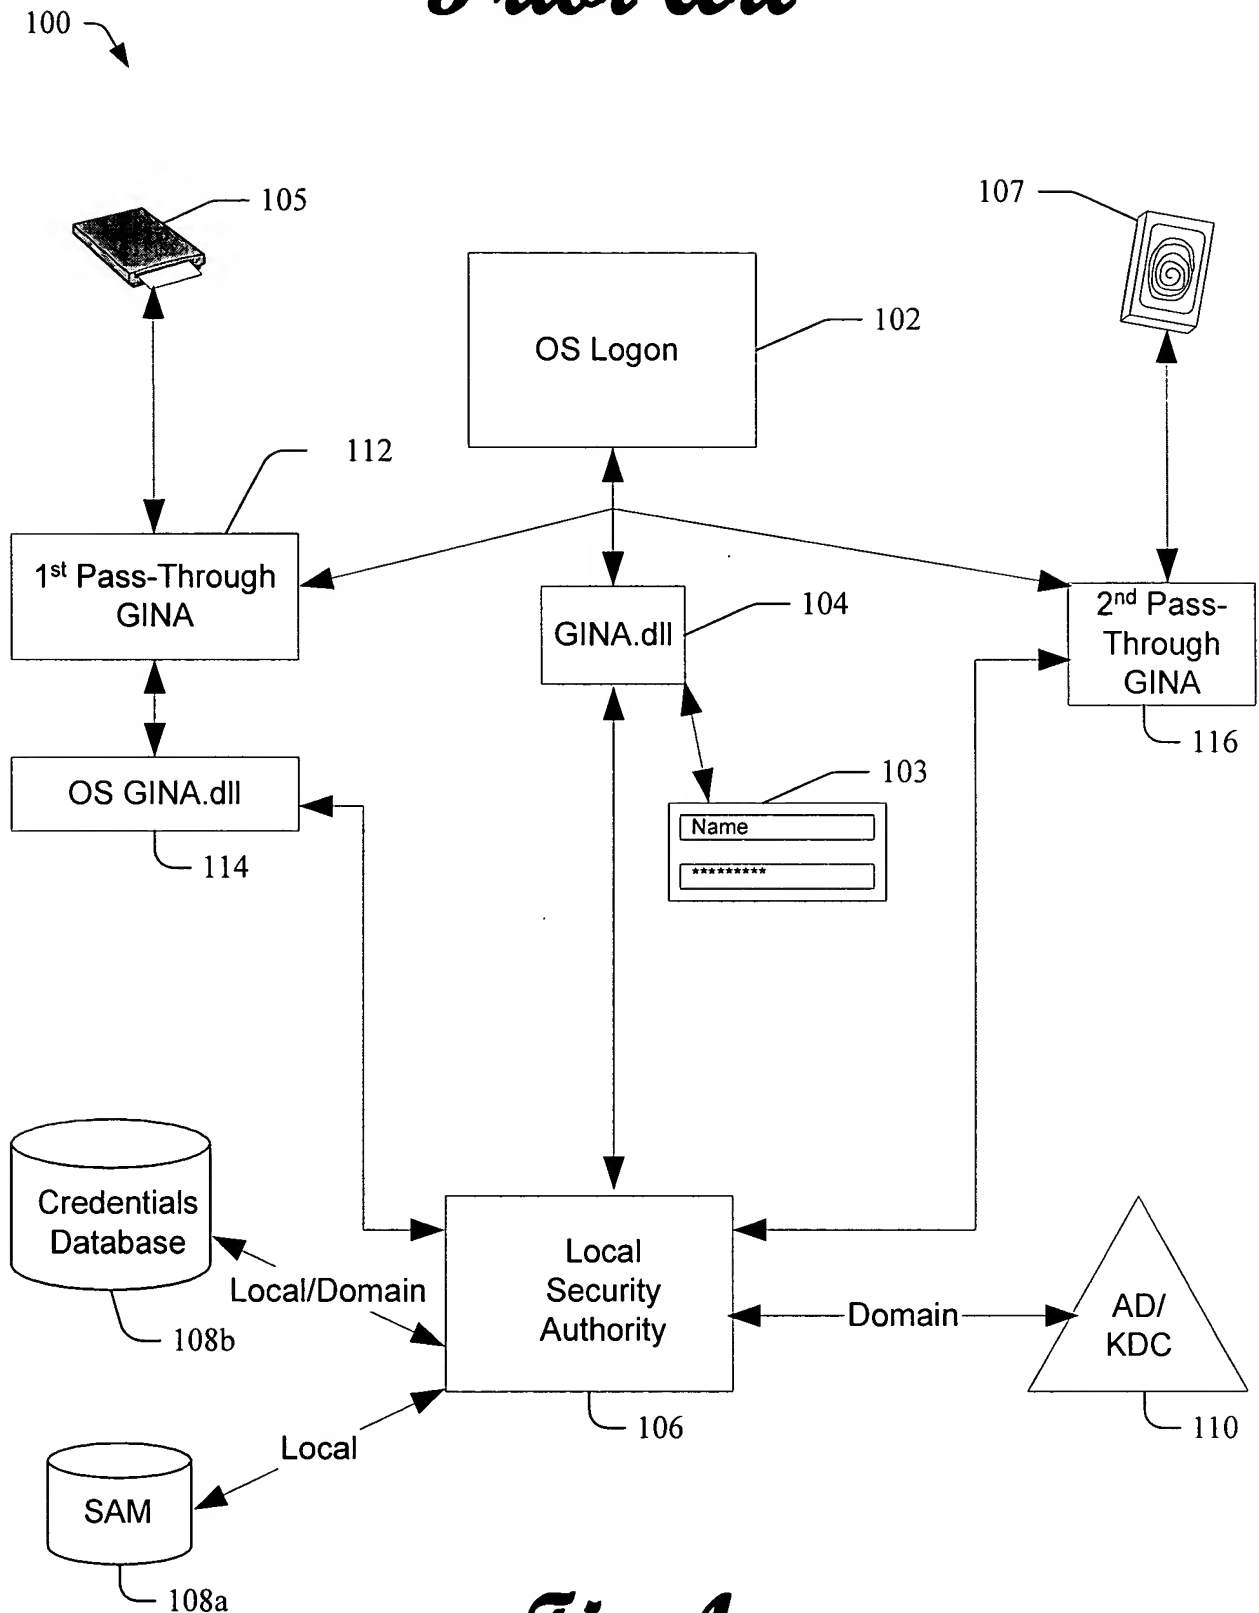 Prior Art
100
105
107
OS Logon
102
112
1st Pass-Through
GINA
GINA.dll
104
2nd Pass-
Through
GINA
116
OS GINA.dll
114
103
Name
*********
Credentials
Database
108b
Local/Domain
Local
Security
Authority
106
Domain
AD/
KDC
110
Local
SAM
108a